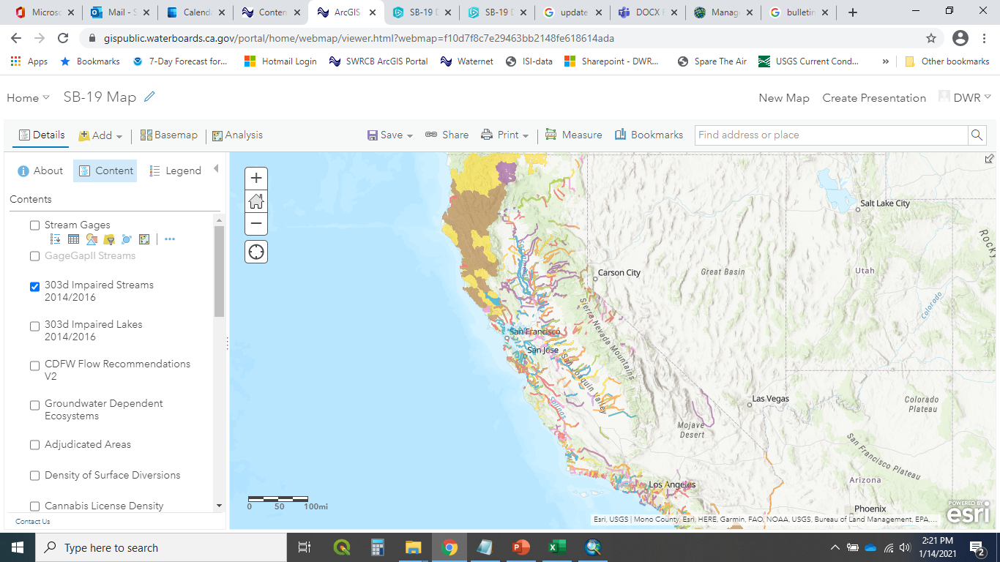 Microsc
Mail - S
Calenda
Conten
ArcGIS
SB-19 D
SB-19 D
update
DOCX F
Manag
bulletin
gispublic.waterboards.ca.gov/portal/home/webmap/viewer.html?webmap=f10d7f8c7e29463bb2148fe618614ada
Apps
Bookmarks
7-Day Forecast for...
Hotmail Login
SWRCB ArcGIS Portal
Waternet
ISI-data
Sharepoint - DWR...
Spare The Air
USGS Current Cond...
»
Other bookmarks
Home
SB-19 Map
New Map
Create Presentation
DWR
Details
Add
Basemap
Analysis
Save
Share
Print
Measure
Bookmarks
Find address or place
About
Content
Legend
Contents
Stream Gages
GageGapII Streams
303d Impaired Streams
2014/2016
303d Impaired Lakes
2014/2016
CDFW Flow Recommendations
V2
Groundwater Dependent
Ecosystems
Adjudicated Areas
Density of Surface Diversions
Cannabis License Density
Contact Us
Salt Lake City
ROCKY
Carson City
Great Basin
Utah
Colorado
Sierra Nevada Mountains
San Francisco
San Jose
San Joaquin Valley
Salinas
Las Vegas
Colorado
Plateau
Mojave
Desert
San Francisco Plateau
Los Angeles
Arizona
Phoenix
0 50 100mi
Esri, USGS | Mono County, Esri, HERE, Garmin, FAO, NOAA, USGS, Bureau of Land Management, EPA,...
POWERED BY
esri
Type here to search
2:21 PM
1/14/2021
2